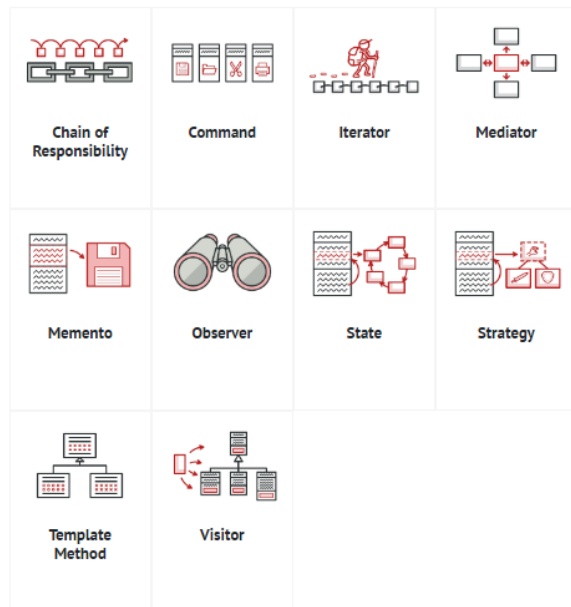 Chain of
Responsibility
Command
Iterator
Mediator
Memento
Observer
State
Strategy
Template
Method
Visitor